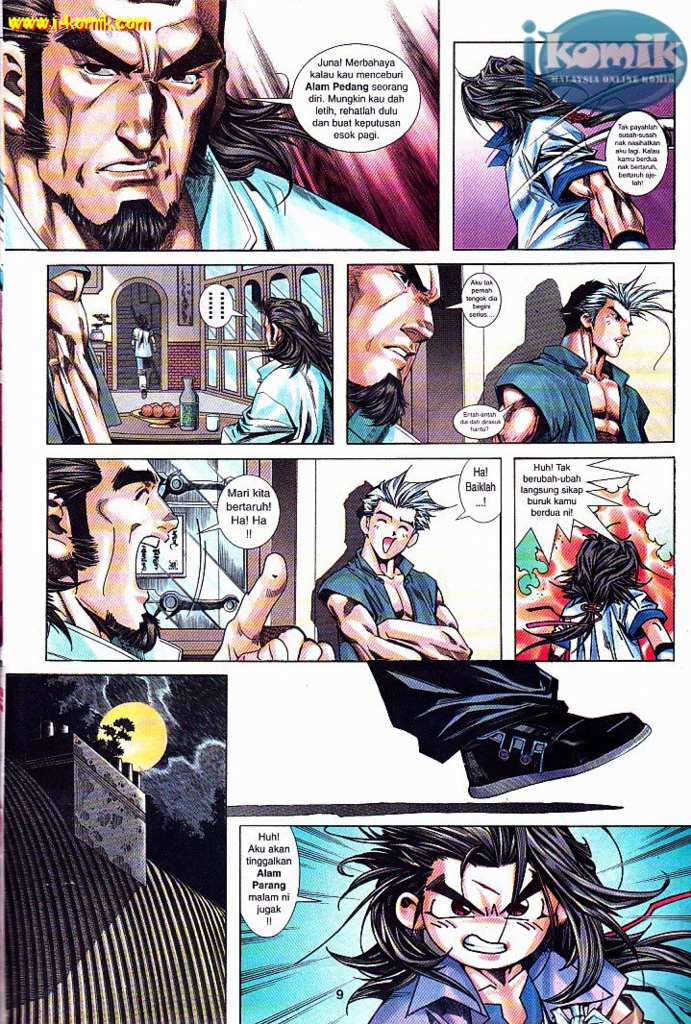 www.i-komik.com
ikomik
MALAYSIA ONLINE KOMIK
Juna! Merbahaya
kalau kau menceburi
Alam Pedang seorang
diri. Mungkin kau dah
letih, rehatlah dulu
dan buat keputusan
esok pagi.
Tak payahlah
susah-susah
nak nasihatkan
aku lagi. Kalau
kamu berdua
nak bertaruh,
bertaruh aje-
lah!
Aku tak
pernah
tengok dia
begini
serius...
Entah-entah
dia dah dirasuk
hantu?
Mari kita
bertaruh!
Ha! Ha
!!
Ha!
Baiklah
...!
Huh! Tak
berubah-ubah
langsung sikap
buruk kamu
berdua ni!
Huh!
Aku akan
tinggalkan
Alam
Parang
malam ni
jugak
!!
9